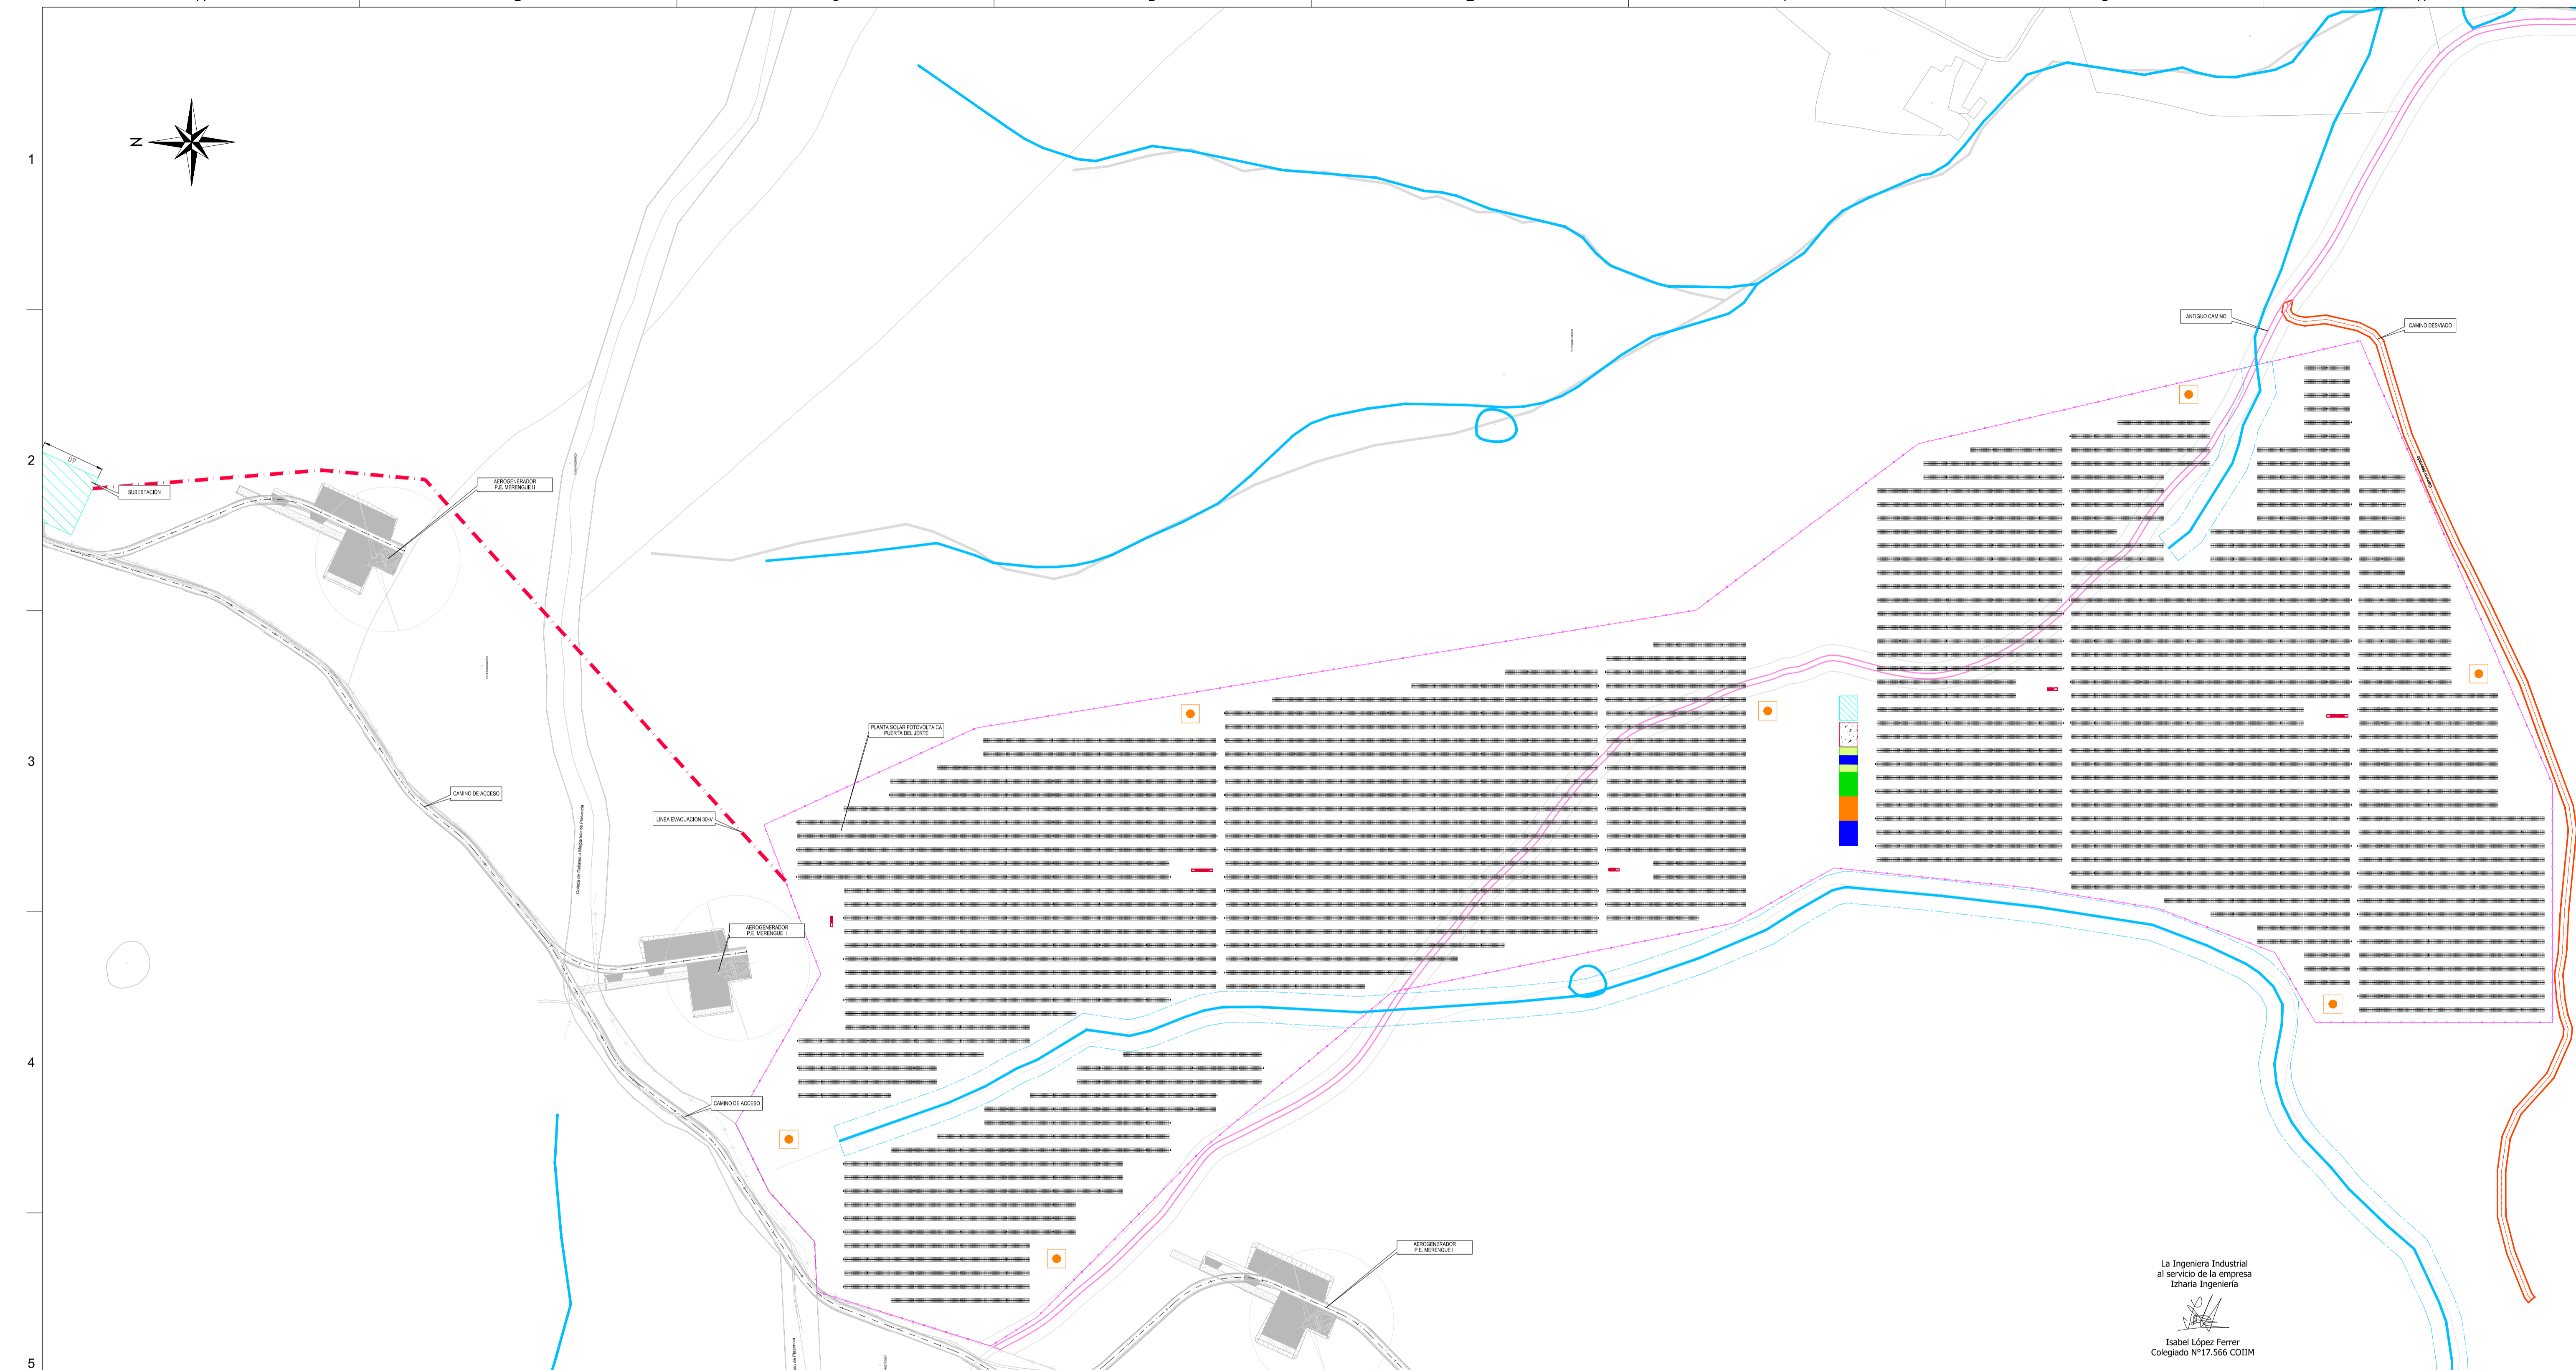 N
1
ANTIGUO CAMINO
CAMINO DESVIADO
2
60
SUBESTACIÓN
AEROGENERADOR
P.E. MERENGUE II
PLANTA SOLAR FOTOVOLTAICA
PUERTA DEL JERTE
3
CAMINO DE ACCESO
LINEA EVACUACION 30kV
AEROGENERADOR
P.E. MERENGUE II
4
CAMINO DE ACCESO
AEROGENERADOR
P.E. MERENGUE II
La Ingeniera Industrial
al servicio de la empresa
Izharia Ingeniería
Isabel López Ferrer
Colegiado Nº17.566 COIIM
5